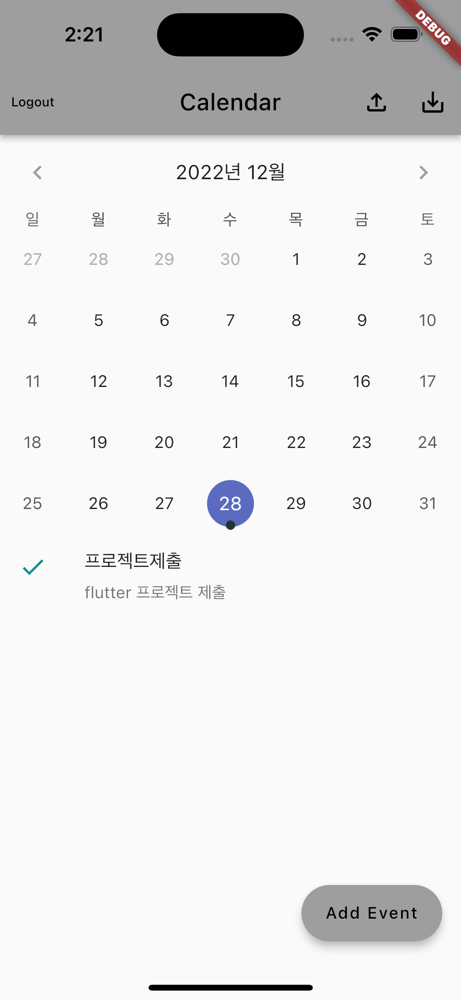 2:21
DEBUG
Logout Calendar
2022년 12월
일 월 화 수 목 금 토
27 28 29 30 1 2 3
4 5 6 7 8 9 10
11 12 13 14 15 16 17
18 19 20 21 22 23 24
25 26 27 28 29 30 31
프로젝트제출
flutter 프로젝트 제출
Add Event